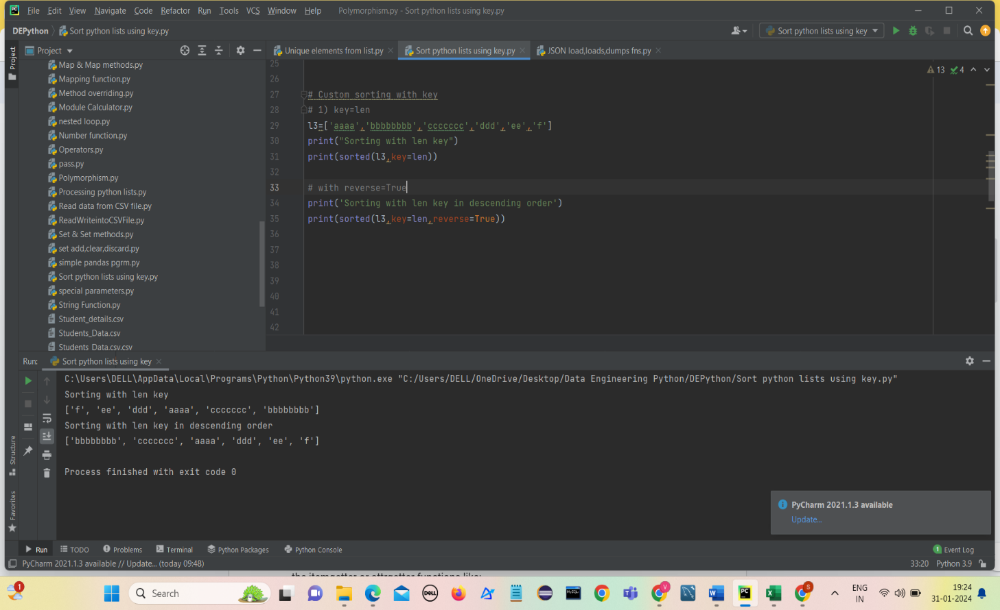 File Edit View Navigate Code Refactor Run Tools VCS Window Help Polymorphism.py - Sort python lists using key.py
DEPython Sort python lists using key.py Sort python lists using key
Project
Project
Unique elements from list.py Sort python lists using key.py JSON load,loads,dumps fns.py
Map & Map methods.py
Mapping function.py
Method overriding.py
Module Calculator.py
nested loop.py
Number function.py
Operators.py
pass.py
Polymorphism.py
Processing python lists.py
Read data from CSV file.py
ReadWriteintoCSVFile.py
Set & Set methods.py
set add,clear,discard.py
simple pandas pgrm.py
Sort python lists using key.py
special parameters.py
String Function.py
Student_details.csv
Students_Data.csv
Students_Data.csv.csv
13 4
25
26
27 # Custom sorting with key
28 # 1) key=len
29 l3=['aaaa','bbbbbbbb','ccccccc','ddd','ee','f']
30 print("Sorting with len key")
31 print(sorted(l3,key=len))
32
33 # with reverse=True
34 print('Sorting with len key in descending order')
35 print(sorted(l3,key=len,reverse=True))
36
37
38
39
40
41
42
Run: Sort python lists using key
C:\Users\DELL\AppData\Local\Programs\Python\Python39\python.exe "C:/Users/DELL/OneDrive/Desktop/Data Engineering Python/DEPython/Sort python lists using key.py"
Sorting with len key
['f', 'ee', 'ddd', 'aaaa', 'ccccccc', 'bbbbbbbb']
Sorting with len key in descending order
['bbbbbbbb', 'ccccccc', 'aaaa', 'ddd', 'ee', 'f']
Process finished with exit code 0
Structure
Favorites
PyCharm 2021.1.3 available
Update...
Run TODO Problems Terminal Python Packages Python Console 1 Event Log
PyCharm 2021.1.3 available // Update... (today 09:48) 33:20 Python 3.9
the itemgetter or attrgetter functions like:
1 Search DELL MySQL V PC S ENG IN 19:24
31-01-2024